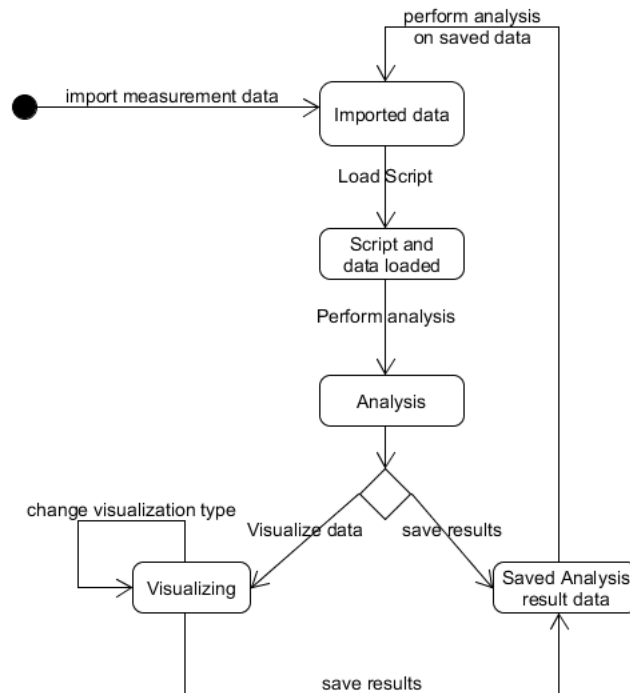 perform analysis
on saved data
import measurement data
Imported data
Load Script
Script and
data loaded
Perform analysis
Analysis
change visualization type
Visualize data
save results
Visualizing
Saved Analysis
result data
save results